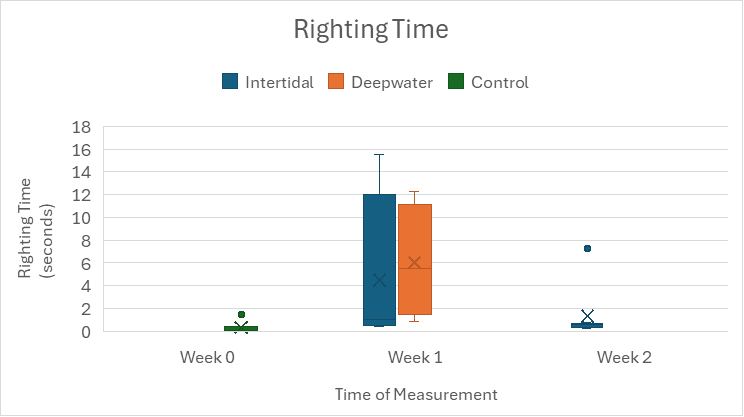 Righting Time
Intertidal Deepwater Control
18
16
14
12
10
8
6
4
2
0
Righting Time
(seconds)
Week 0 Week 1 Week 2
Time of Measurement